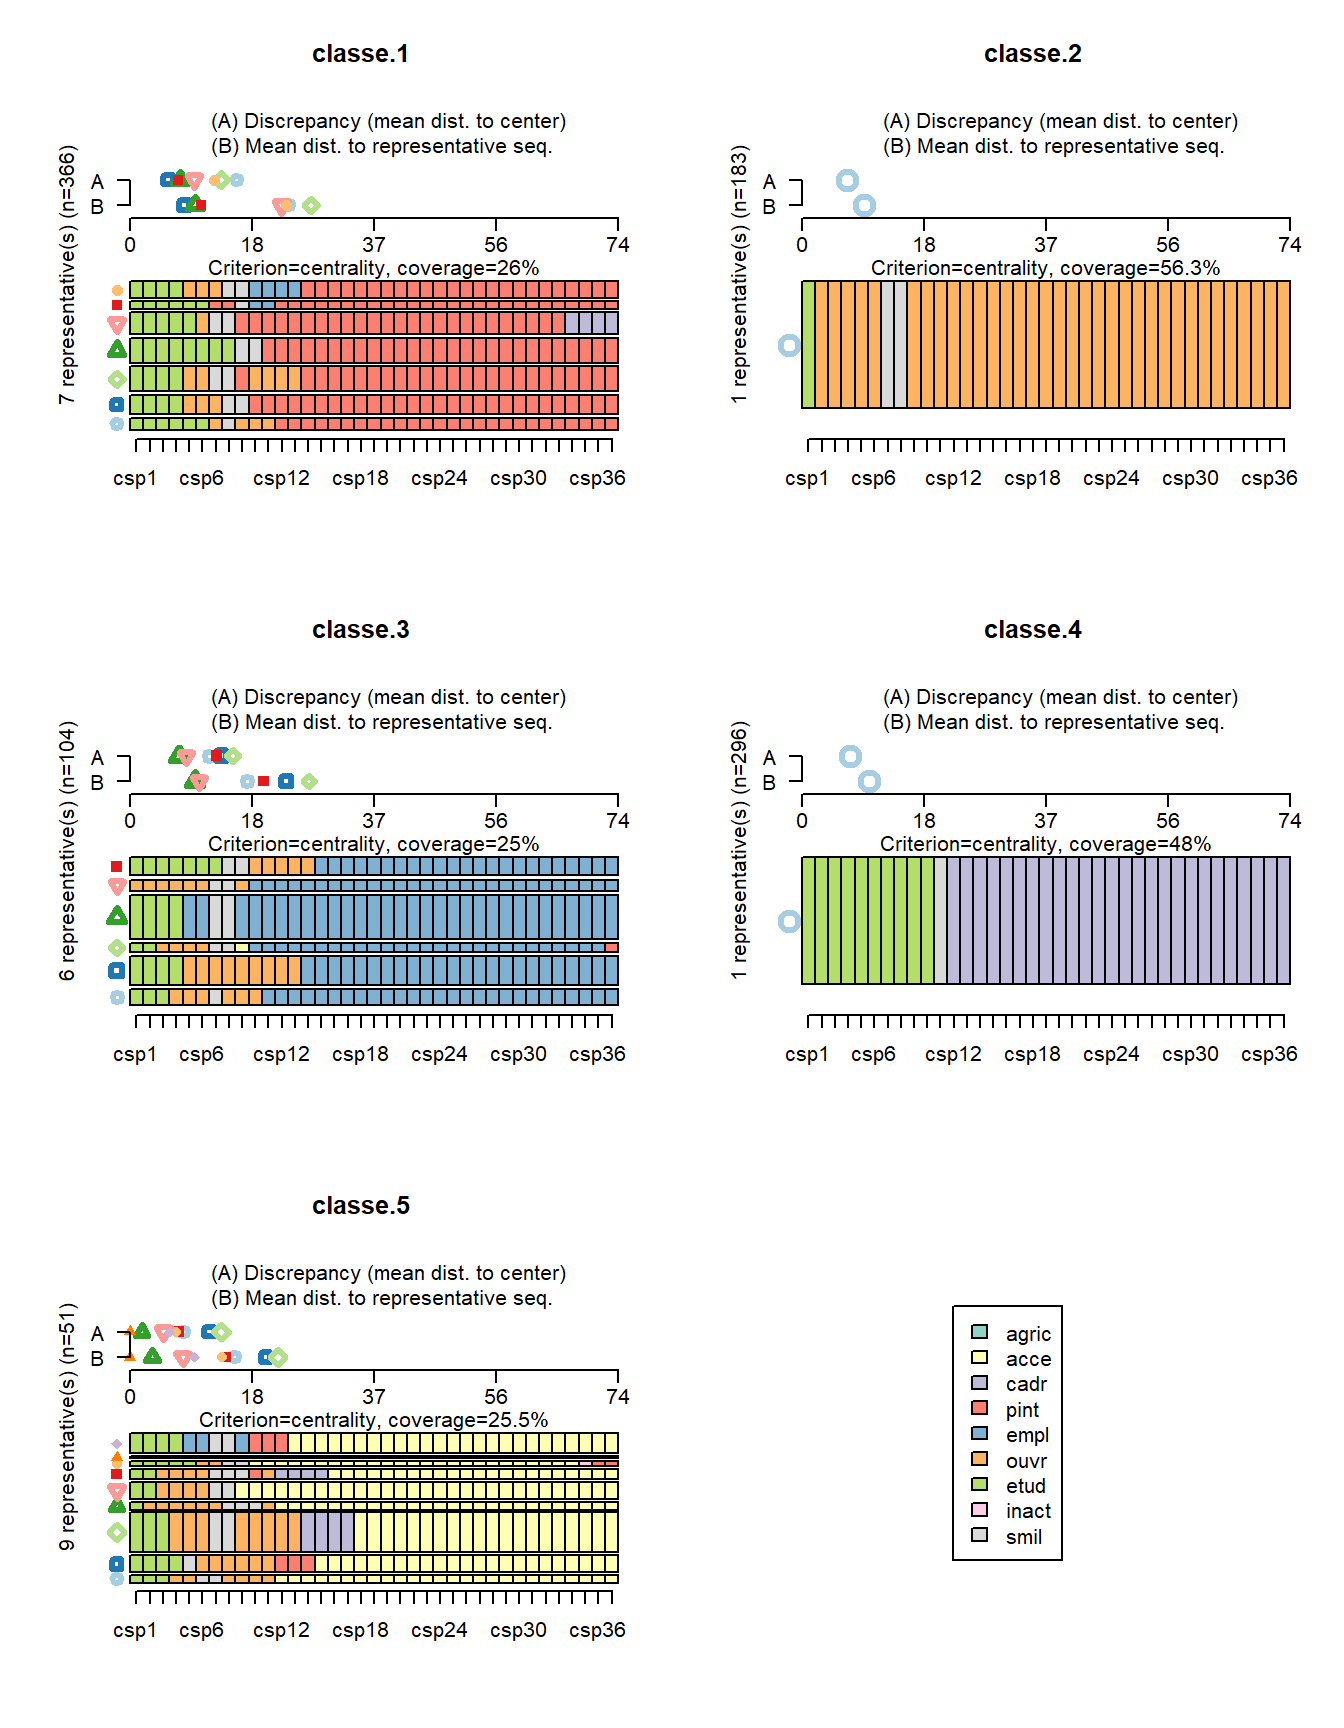 classe.1
(A) Discrepancy (mean dist. to center)
(B) Mean dist. to representative seq.
7 representative(s) (n=366)
A
B
0 18 37 56 74
Criterion=centrality, coverage=26%
csp1 csp6 csp12 csp18 csp24 csp30 csp36
classe.2
(A) Discrepancy (mean dist. to center)
(B) Mean dist. to representative seq.
1 representative(s) (n=183)
A
B
0 18 37 56 74
Criterion=centrality, coverage=56.3%
csp1 csp6 csp12 csp18 csp24 csp30 csp36
classe.3
(A) Discrepancy (mean dist. to center)
(B) Mean dist. to representative seq.
6 representative(s) (n=104)
A
B
0 18 37 56 74
Criterion=centrality, coverage=25%
csp1 csp6 csp12 csp18 csp24 csp30 csp36
classe.4
(A) Discrepancy (mean dist. to center)
(B) Mean dist. to representative seq.
1 representative(s) (n=296)
A
B
0 18 37 56 74
Criterion=centrality, coverage=48%
csp1 csp6 csp12 csp18 csp24 csp30 csp36
classe.5
(A) Discrepancy (mean dist. to center)
(B) Mean dist. to representative seq.
9 representative(s) (n=51)
A
B
0 18 37 56 74
Criterion=centrality, coverage=25.5%
csp1 csp6 csp12 csp18 csp24 csp30 csp36
agric
acce
cadr
pint
empl
ouvr
etud
inact
smil